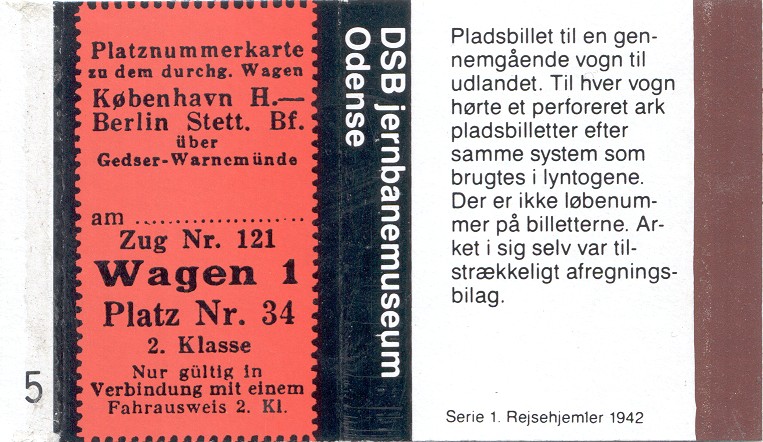 Platznummerkarte
zu dem durchg. Wagen
København H.—
Berlin Stett. Bf.
über
Gedser-Warnemünde
am ....................
Zug Nr. 121
Wagen 1
Platz Nr. 34
2. Klasse
Nur gültig in
Verbindung mit einem
Fahrausweis 2. Kl.
5
DSB jernbanemuseum
Odense
Pladsbillet til en gen-
nemgående vogn til
udlandet. Til hver vogn
hørte et perforeret ark
pladsbilletter efter
samme system som
brugtes i lyntogene.
Der er ikke løbenum-
mer på billetterne. Ar-
ket i sig selv var til-
strækkeligt afregnings-
bilag.
Serie 1. Rejsehjemler 1942